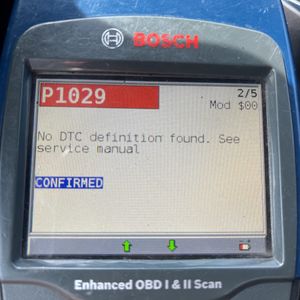 BOSCH
P1029
2/5
Mod $00
No DTC definition found. See
service manual
CONFIRMED
Enhanced OBD I & II Scan